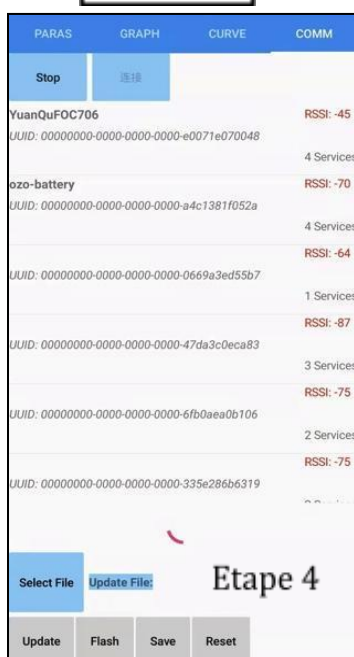 PARAS GRAPH CURVE COMM
Stop 连接
YuanQuFOC706 RSSI: -45
UUID: 00000000-0000-0000-0000-e0071e070048
4 Services
ozo-battery RSSI: -70
UUID: 00000000-0000-0000-0000-a4c1381f052a
4 Services
RSSI: -64
UUID: 00000000-0000-0000-0000-0669a3ed55b7
1 Services
RSSI: -87
UUID: 00000000-0000-0000-0000-47da3c0eca83
3 Services
RSSI: -75
UUID: 00000000-0000-0000-0000-6fb0aea0b106
2 Services
RSSI: -75
UUID: 00000000-0000-0000-0000-335e286b6319
Select File Update File: Etape 4
Update Flash Save Reset